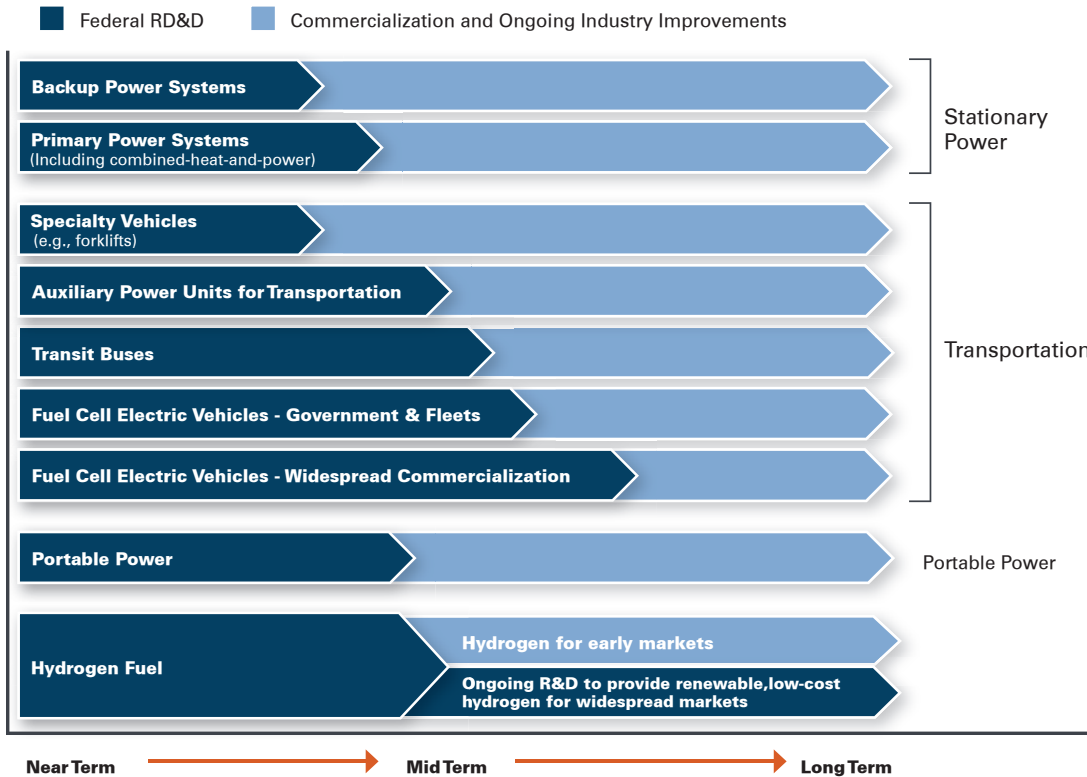 Federal RD&D
Commercialization and Ongoing Industry Improvements
Backup Power Systems
Primary Power Systems
(Including combined-heat-and-power)
Stationary
Power
Specialty Vehicles
(e.g., forklifts)
Auxiliary Power Units for Transportation
Transit Buses
Fuel Cell Electric Vehicles - Government & Fleets
Fuel Cell Electric Vehicles - Widespread Commercialization
Transportation
Portable Power
Portable Power
Hydrogen Fuel
Hydrogen for early markets
Ongoing R&D to provide renewable,low-cost
hydrogen for widespread markets
Near Term
Mid Term
Long Term